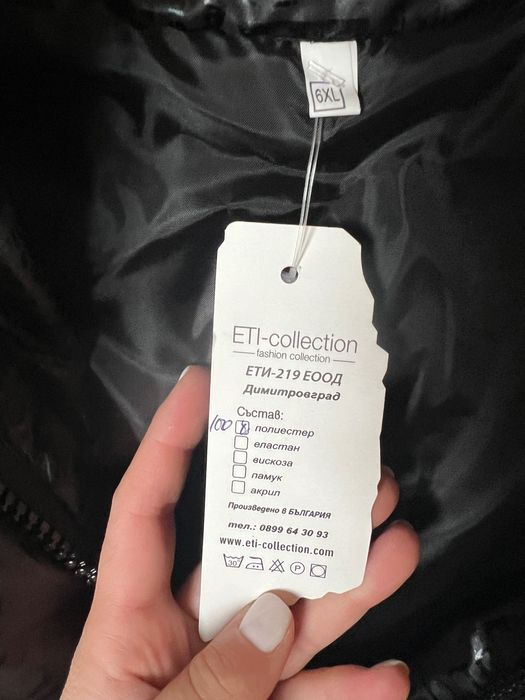 6XL
ETI-collection
fashion collection
ЕТИ-219 ЕООД
Димитровград
Състав:
100 X полиестер
еластан
вискоза
памук
акрил
Произведено в БЪЛГАРИЯ
тел.: 0899 64 30 93
www.eti-collection.com
30 P